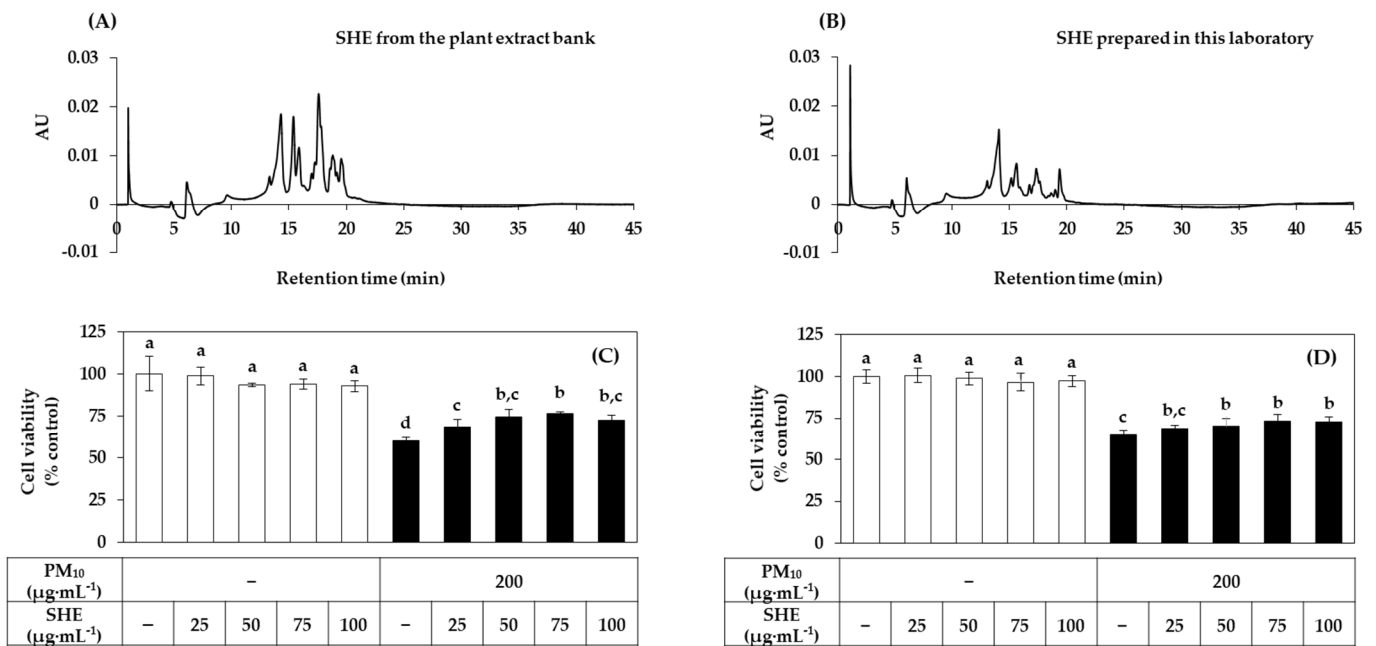 (A)
SHE from the plant extract bank
0.03
0.02
0.01
0
-0.01
AU
0 5 10 15 20 25 30 35 40 45
Retention time (min)
(B)
SHE prepared in this laboratory
0.03
0.02
0.01
0.00
-0.01
AU
0 5 10 15 20 25 30 35 40 45
Retention time (min)
(C)
125
100
75
50
25
0
Cell viability
(% control)
a a a a a d c b,c b b,c
PM₁₀
(µg·mL⁻¹)
– 200
SHE
(µg·mL⁻¹)
– 25 50 75 100 – 25 50 75 100
(D)
125
100
75
50
25
0
Cell viability
(% control)
a a a a a c b,c b b b
PM₁₀
(µg·mL⁻¹)
– 200
SHE
(µg·mL⁻¹)
– 25 50 75 100 – 25 50 75 100